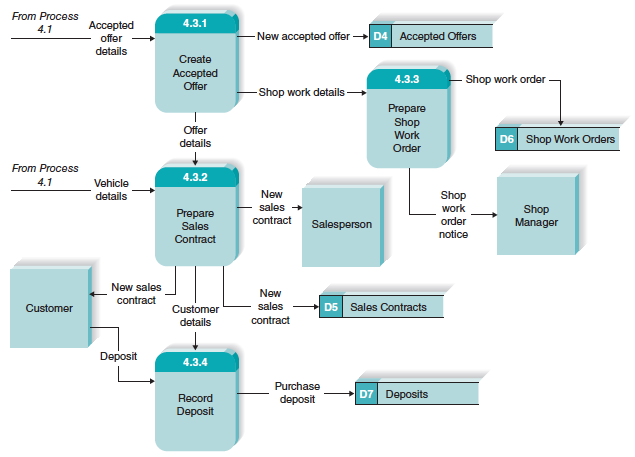 From Process
4.1
Accepted
offer
details
4.3.1
Create
Accepted
Offer
New accepted offer
D4 Accepted Offers
Shop work details
4.3.3
Prepare
Shop
Work
Order
Shop work order
D6 Shop Work Orders
Offer
details
From Process
4.1
Vehicle
details
4.3.2
Prepare
Sales
Contract
New
sales
contract
Salesperson
Shop
work
order
notice
Shop
Manager
Customer
New sales
contract
Customer
details
New
sales
contract
D5 Sales Contracts
Deposit
4.3.4
Record
Deposit
Purchase
deposit
D7 Deposits